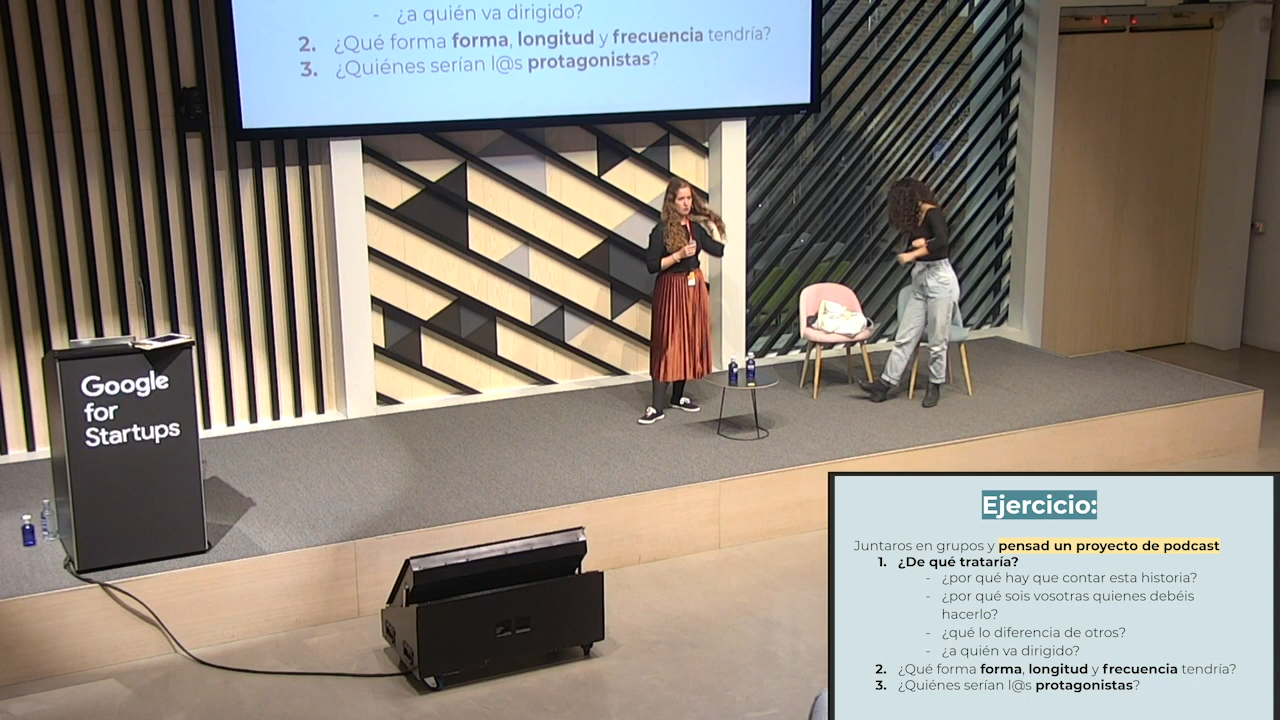 - ¿a quién va dirigido?
2. ¿Qué forma forma, longitud y frecuencia tendría?
3. ¿Quiénes serían l@s protagonistas?
Google
for
Startups
Ejercicio:
Juntaros en grupos y pensad un proyecto de podcast
1. ¿De qué trataría?
- ¿por qué hay que contar esta historia?
- ¿por qué sois vosotras quienes debéis
hacerlo?
- ¿qué lo diferencia de otros?
- ¿a quién va dirigido?
2. ¿Qué forma forma, longitud y frecuencia tendría?
3. ¿Quiénes serían l@s protagonistas?